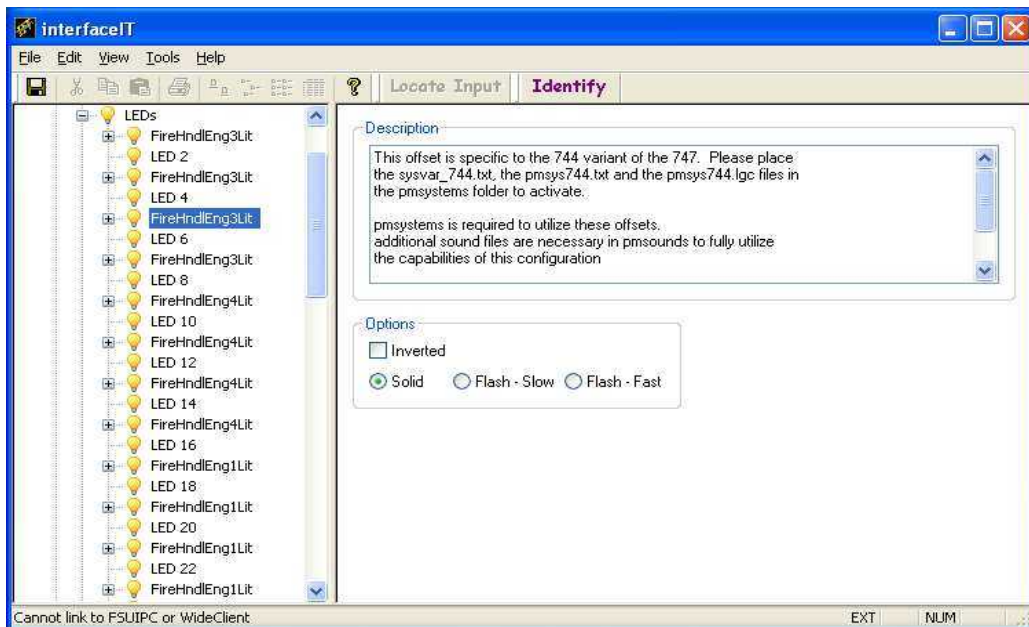 interfaceIT
File Edit View Tools Help
Locate Input Identify
LEDs
FireHndlEng3Lit
LED 2
FireHndlEng3Lit
LED 4
FireHndlEng3Lit
LED 6
FireHndlEng3Lit
LED 8
FireHndlEng4Lit
LED 10
FireHndlEng4Lit
LED 12
FireHndlEng4Lit
LED 14
FireHndlEng4Lit
LED 16
FireHndlEng1Lit
LED 18
FireHndlEng1Lit
LED 20
FireHndlEng1Lit
LED 22
FireHndlEng1Lit
Description
This offset is specific to the 744 variant of the 747. Please place
the sysvar_744.txt, the pmsys744.txt and the pmsys744.lgc files in
the pmsystems folder to activate.
pmsystems is required to utilize these offsets.
additional sound files are necessary in pmsounds to fully utilize
the capabilities of this configuration
Options
Inverted
Solid Flash - Slow Flash - Fast
Cannot link to FSUIPC or WideClient EXT NUM